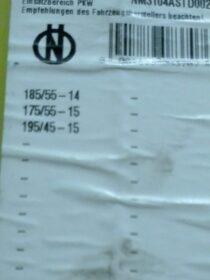 Einsatzbereich PKW
NM3104ASTD002
Empfehlungen des Fahrzeugherstellers beachten!
N
185/55-14
175/55-15
195/45-15